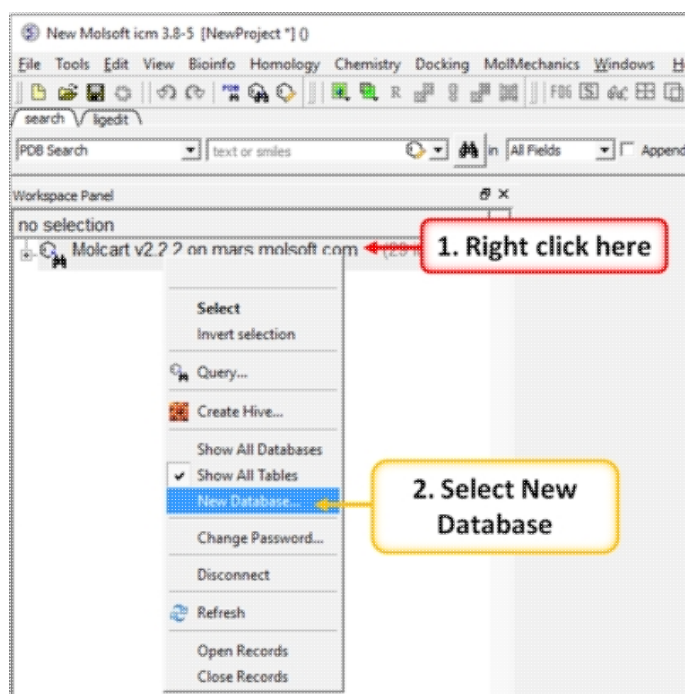 New Molsoft icm 3.8-5 [NewProject *] ()
File Tools Edit View Bioinfo Homology Chemistry Docking MolMechanics Windows H
PDB R FOG S
search ligedit
PDB Search text or smiles in All Fields Append
Workspace Panel
no selection
Molcart v2.2.2 on mars.molsoft.com
1. Right click here
Select
Invert selection
Query...
Create Hive...
Show All Databases
Show All Tables
New Database...
2. Select New
Database
Change Password...
Disconnect
Refresh
Open Records
Close Records